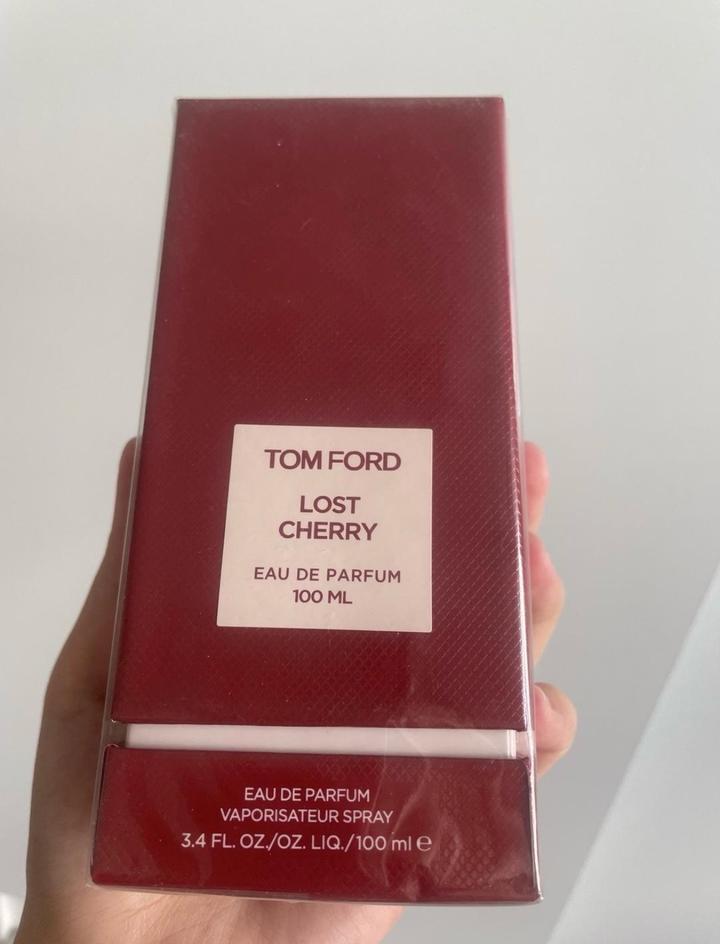 TOM FORD
LOST
CHERRY
EAU DE PARFUM
100 ML
EAU DE PARFUM
VAPORISATEUR SPRAY
3.4 FL. OZ./OZ. LIQ./100 ml ℮